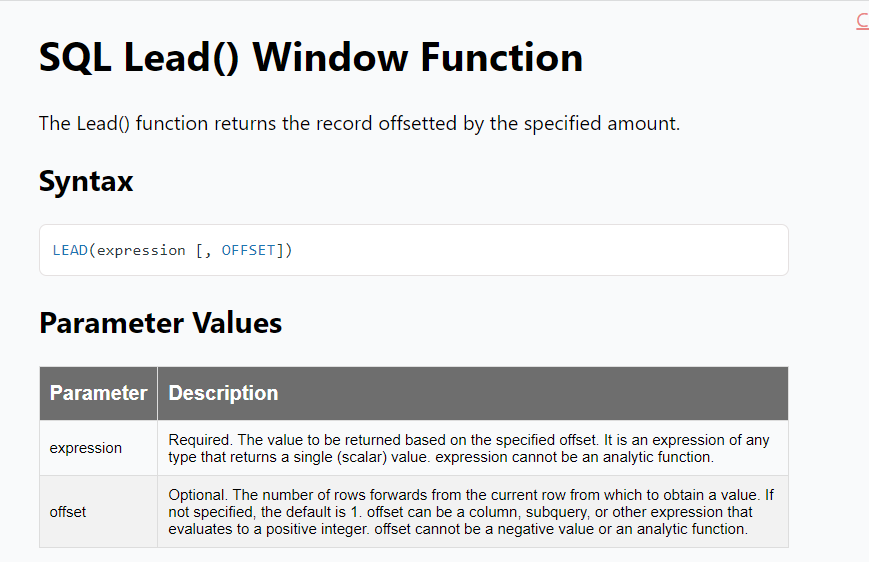 C
SQL Lead() Window Function
The Lead() function returns the record offsetted by the specified amount.
Syntax
LEAD(expression [, OFFSET])
Parameter Values
Parameter Description
expression
Required. The value to be returned based on the specified offset. It is an expression of any
type that returns a single (scalar) value. expression cannot be an analytic function.
offset
Optional. The number of rows forwards from the current row from which to obtain a value. If
not specified, the default is 1. offset can be a column, subquery, or other expression that
evaluates to a positive integer. offset cannot be a negative value or an analytic function.